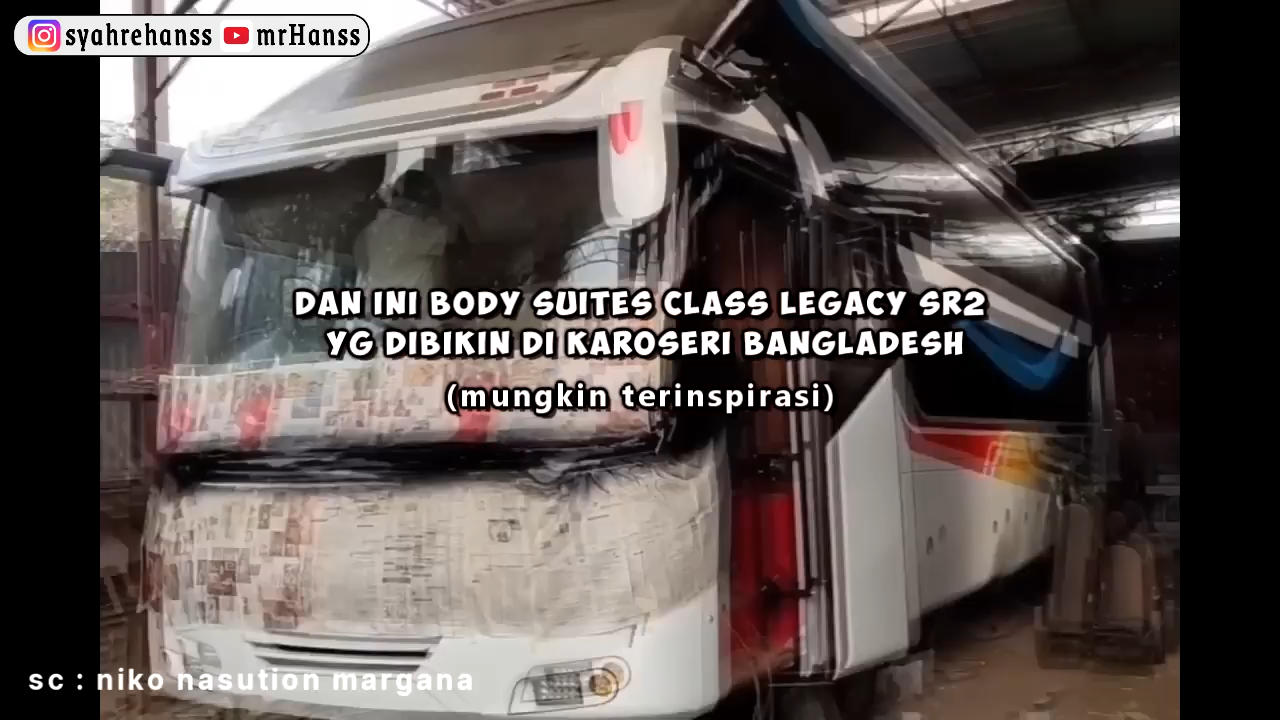 syahrehanss mrHanss
DAN INI BODY SUITES CLASS LEGACY SR2
YG DIBIKIN DI KAROSERI BANGLADESH
(mungkin terinspirasi)
sc : niko nasution margana